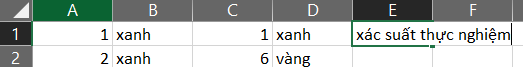 A B C D E F
1 1 xanh 1 xanh xác suất thực nghiệm
2 2 xanh 6 vàng